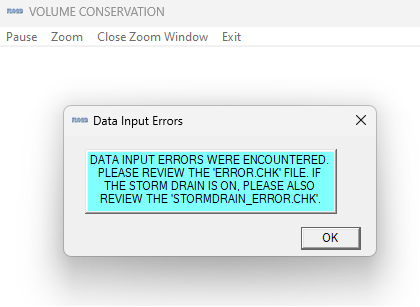 VOLUME CONSERVATION
Pause Zoom Close Zoom Window Exit
Data Input Errors
DATA INPUT ERRORS WERE ENCOUNTERED.
PLEASE REVIEW THE 'ERROR.CHK' FILE. IF
THE STORM DRAIN IS ON, PLEASE ALSO
REVIEW THE 'STORMDRAIN_ERROR.CHK'.
OK